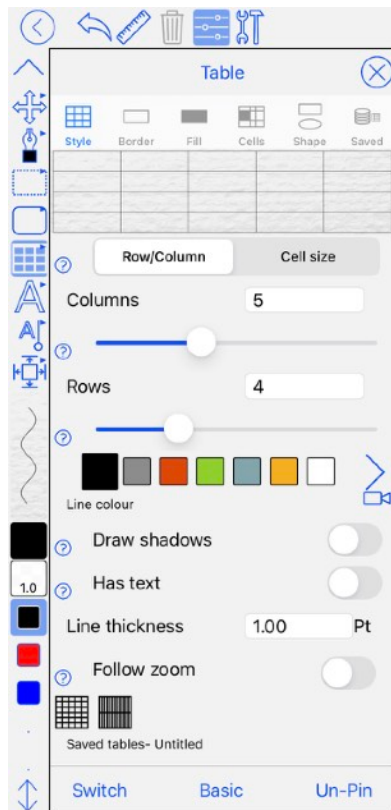 Table
Style Border Fill Cells Shape Saved
Row/Column Cell size
Columns 5
Rows 4
Line colour
Draw shadows
1.0 Has text
Line thickness 1.00 Pt
Follow zoom
Saved tables- Untitled
Switch Basic Un-Pin